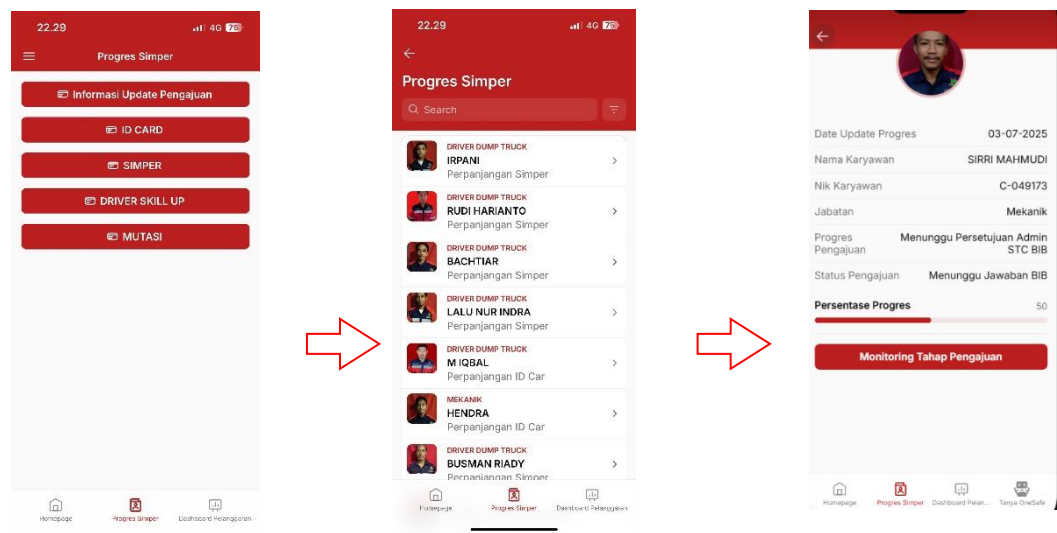 22.29
4G 75
Progres Simper
Informasi Update Pengajuan
ID CARD
SIMPER
DRIVER SKILL UP
MUTASI
Homepage
Progres Simper
Dashboard Pelanggaran
22.29
4G 75
Progres Simper
Search
DRIVER DUMP TRUCK
IRPANI
Perpanjangan Simper
DRIVER DUMP TRUCK
RUDI HARIANTO
Perpanjangan Simper
DRIVER DUMP TRUCK
BACHTIAR
Perpanjangan Simper
DRIVER DUMP TRUCK
LALU NUR INDRA
Perpanjangan Simper
DRIVER DUMP TRUCK
M IQBAL
Perpanjangan ID Car
MEKANIK
HENDRA
Perpanjangan ID Car
DRIVER DUMP TRUCK
BUSMAN RIADY
Perpanjangan Simper
Homepage
Progres Simper
Dashboard Pelanggaran
Date Update Progres 03-07-2025
Nama Karyawan SIRRI MAHMUDI
Nik Karyawan C-049173
Jabatan Mekanik
Progres Menunggu Persetujuan Admin
Pengajuan STC BIB
Status Pengajuan Menunggu Jawaban BIB
Persentase Progres 50
Monitoring Tahap Pengajuan
Homepage
Progres Simper
Dashboard Pelan...
Tanya OneSafe